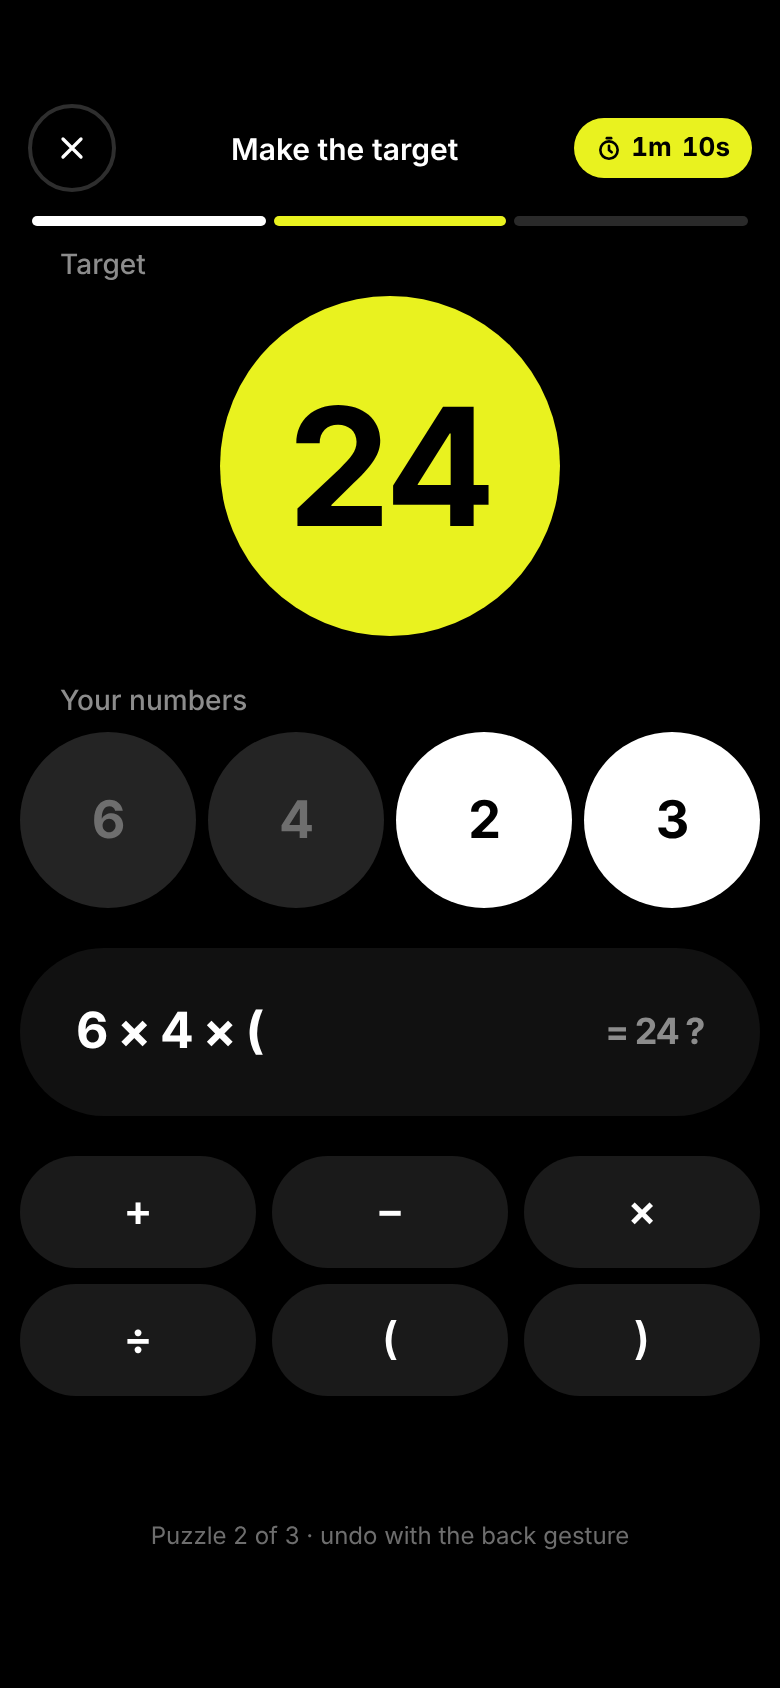 Make the target
1m 10s
Target
24
Your numbers
6 4 2 3
6 × 4 × ( = 24 ?
+ − ×
÷ ( )
Puzzle 2 of 3 · undo with the back gesture